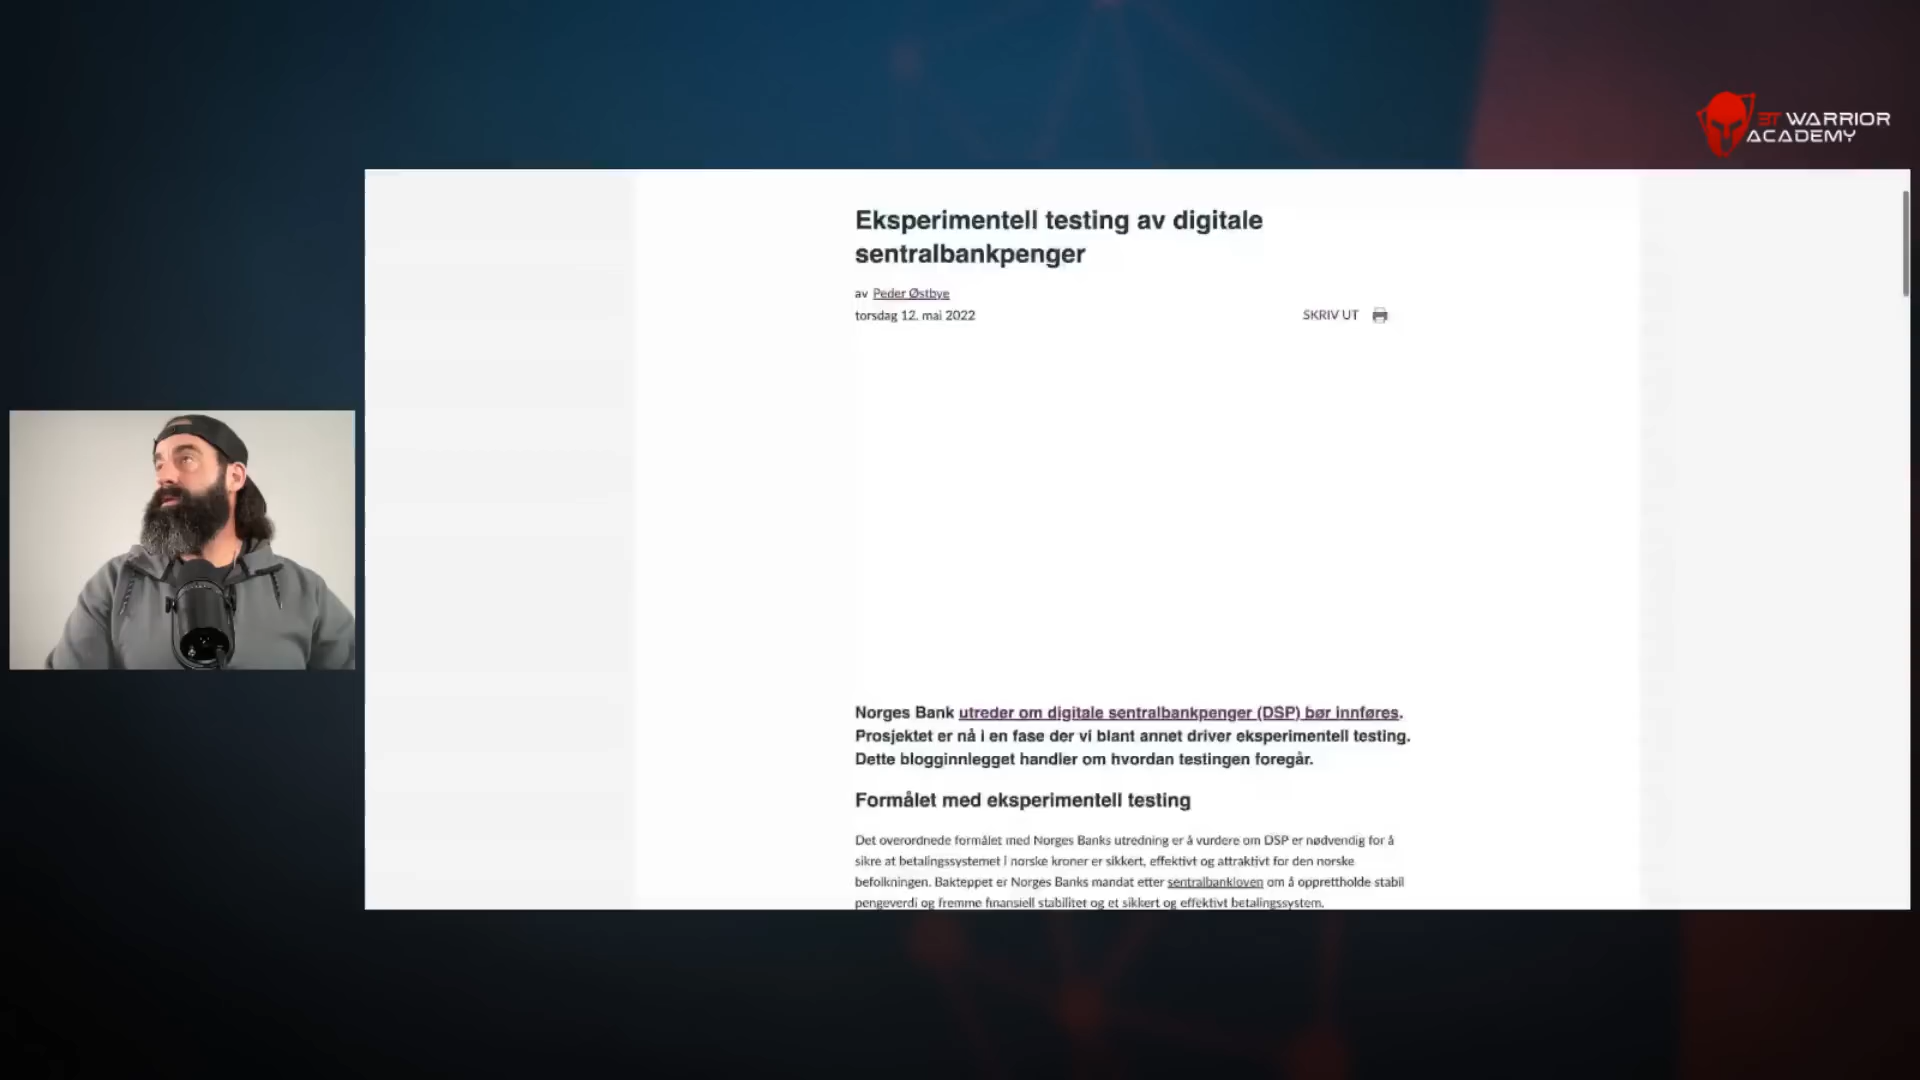 3T WARRIOR
ACADEMY
Eksperimentell testing av digitale
sentralbankpenger
av Peder Østbye
torsdag 12. mai 2022
SKRIV UT
Norges Bank utreder om digitale sentralbankpenger (DSP) bør innføres.
Prosjektet er nå i en fase der vi blant annet driver eksperimentell testing.
Dette blogginnlegget handler om hvordan testingen foregår.
Formålet med eksperimentell testing
Det overordnede formålet med Norges Banks utredning er å vurdere om DSP er nødvendig for å
sikre at betalingssystemet i norske kroner er sikkert, effektivt og attraktivt for den norske
befolkningen. Bakteppet er Norges Banks mandat etter sentralbankloven om å opprettholde stabil
pengeverdi og fremme finansiell stabilitet og et sikkert og effektivt betalingssystem.